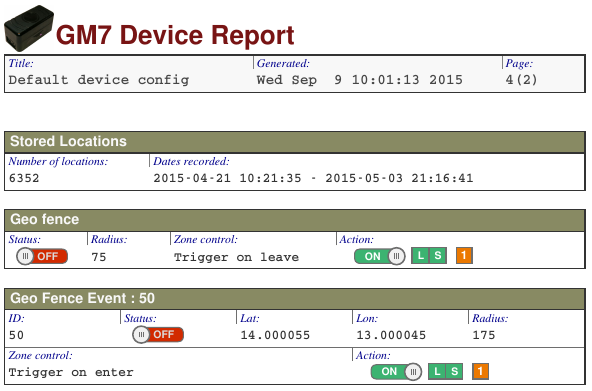 GM7 Device Report
Title: Generated: Page:
Default device config Wed Sep 9 10:01:13 2015 4(2)
Stored Locations
Number of locations: Dates recorded:
6352 2015-04-21 10:21:35 - 2015-05-03 21:16:41
Geo fence
Status: Radius: Zone control: Action:
OFF 75 Trigger on leave ON L S 1
Geo Fence Event : 50
ID: Status: Lat: Lon: Radius:
50 OFF 14.000055 13.000045 175
Zone control: Action:
Trigger on enter ON L S 1